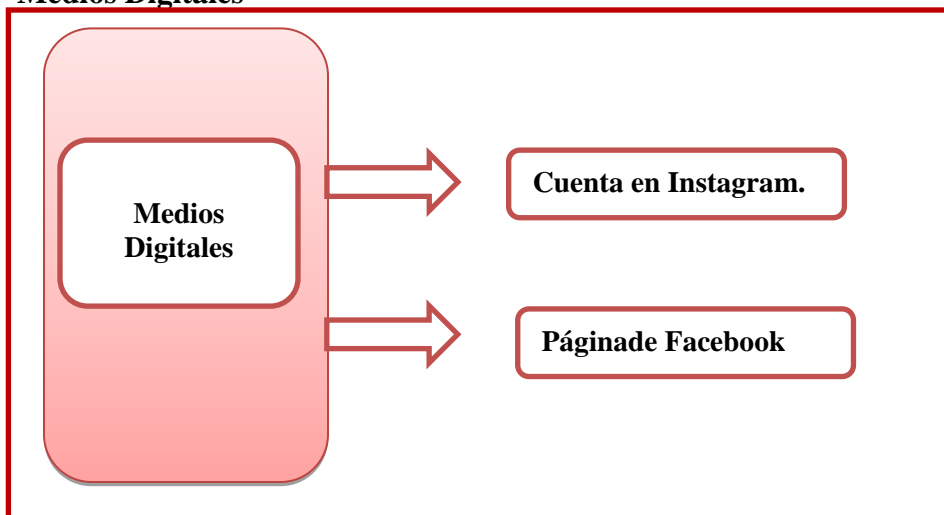 Medios Digitales
Cuenta en Instagram.
Medios
Digitales
Páginade Facebook